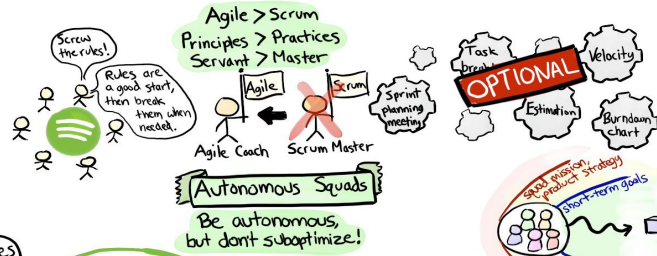 Agile > Scrum
Principles > Practices
Servant > Master
Screw
the rules!
Rules are
a good start,
then break
them when
needed.
Agile
Scrum
Agile Coach
Scrum Master
Sprint
planning
meeting
Task
OPTIONAL
Velocity
Estimation
Burndown
chart
Autonomous Squads
Be autonomous,
but don't suboptimize!
squad mission,
product strategy
short-term goals